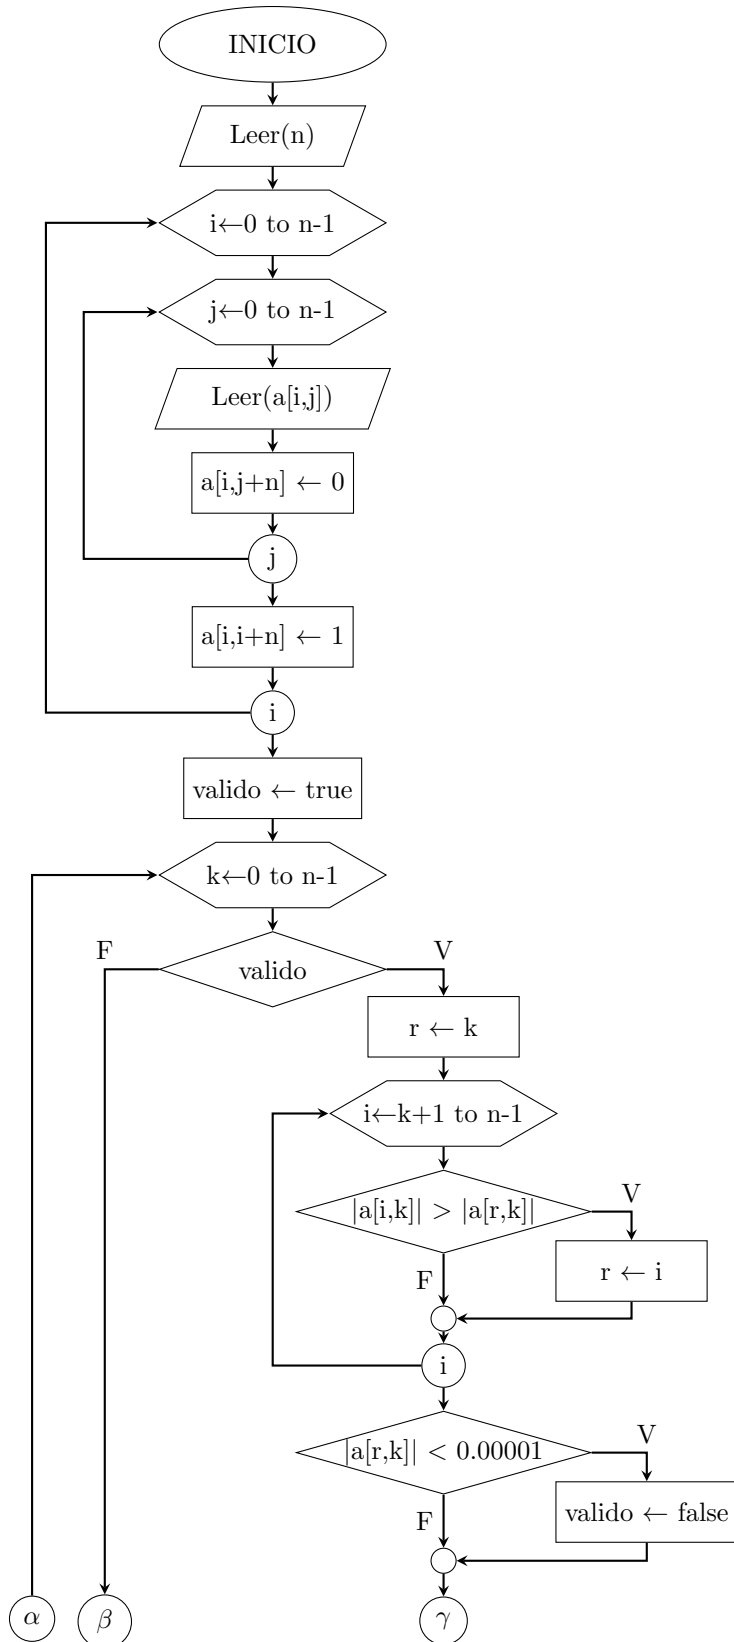 INICIO
Leer(n)
i←0 to n-1
j←0 to n-1
Leer(a[i,j])
a[i,j+n] ← 0
j
a[i,i+n] ← 1
i
valido ← true
k←0 to n-1
F
V
valido
r ← k
i←k+1 to n-1
|a[i,k]| > |a[r,k]|
V
r ← i
F
i
|a[r,k]| < 0.00001
V
valido ← false
F
α
β
γ